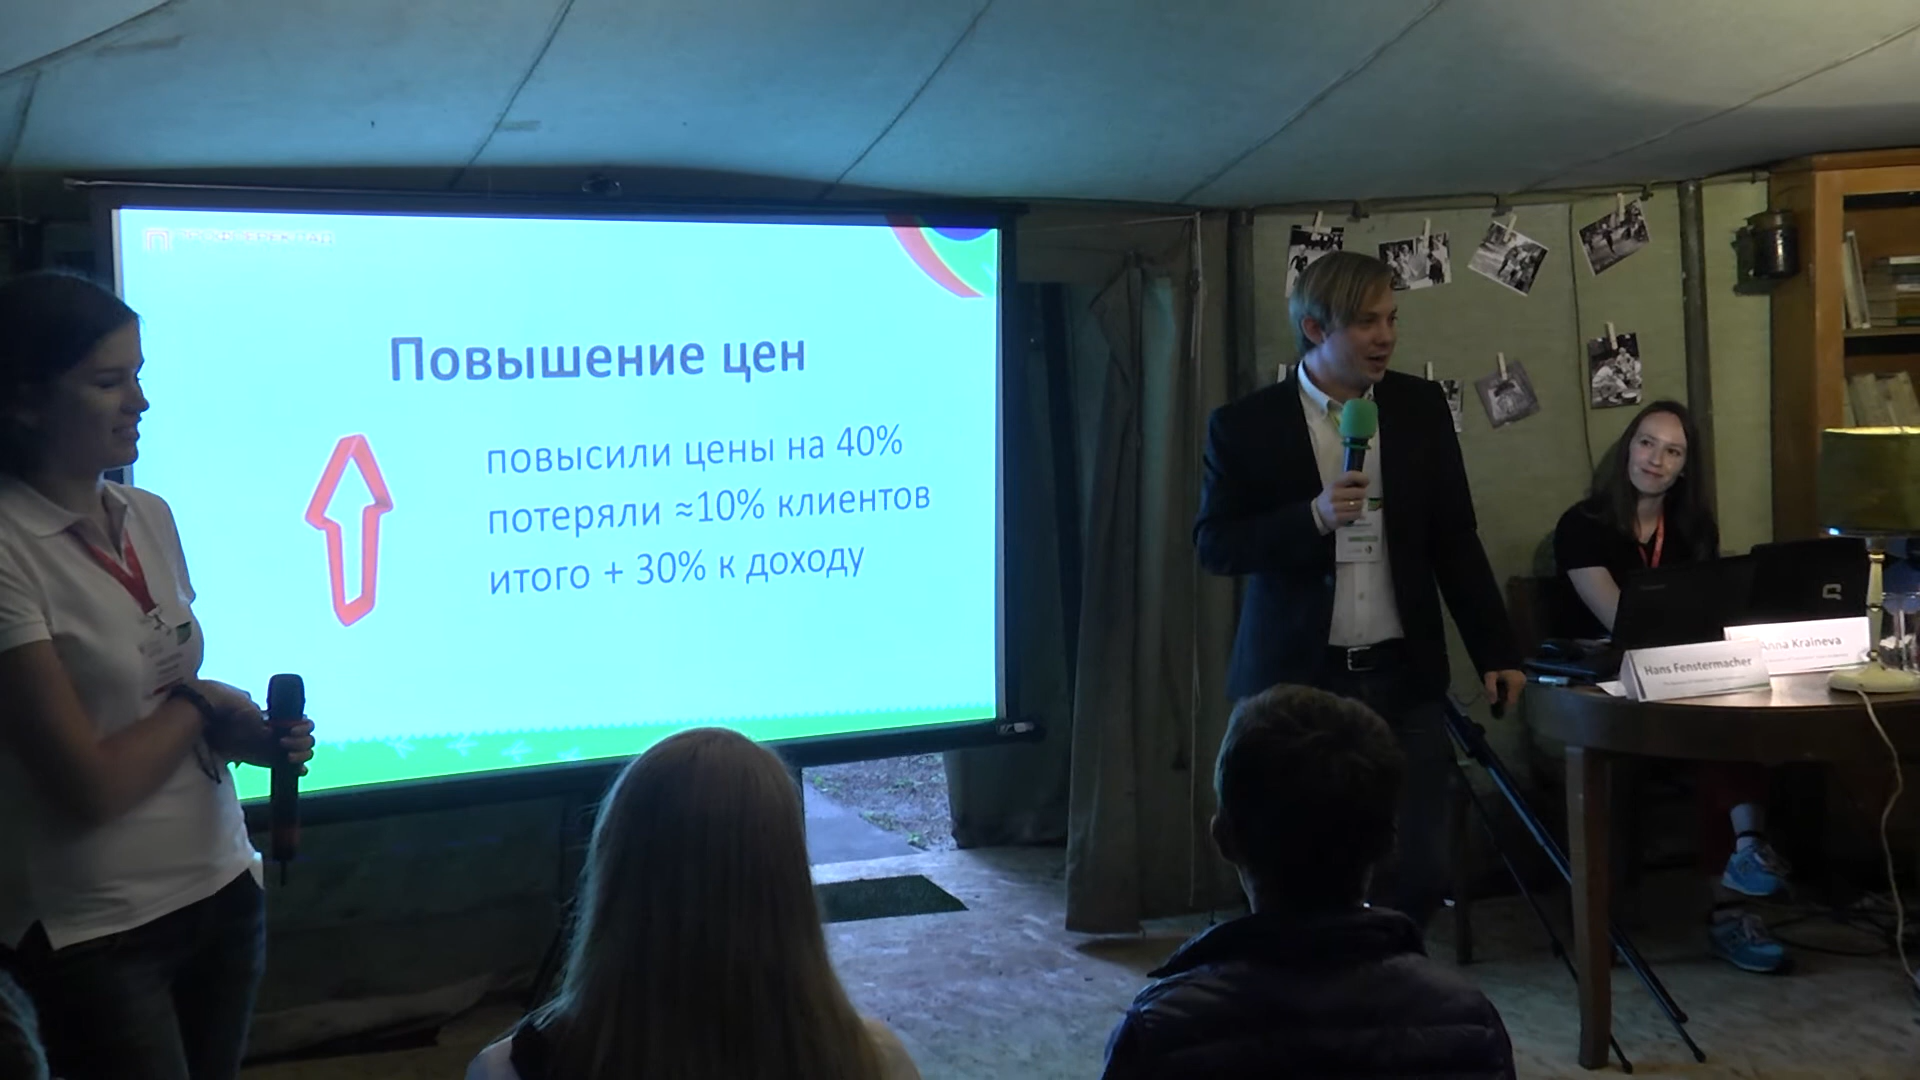 Повышение цен
повысили цены на 40%
потеряли ≈10% клиентов
итого + 30% к доходу
Anna Kraineva
Hans Fenstermacher